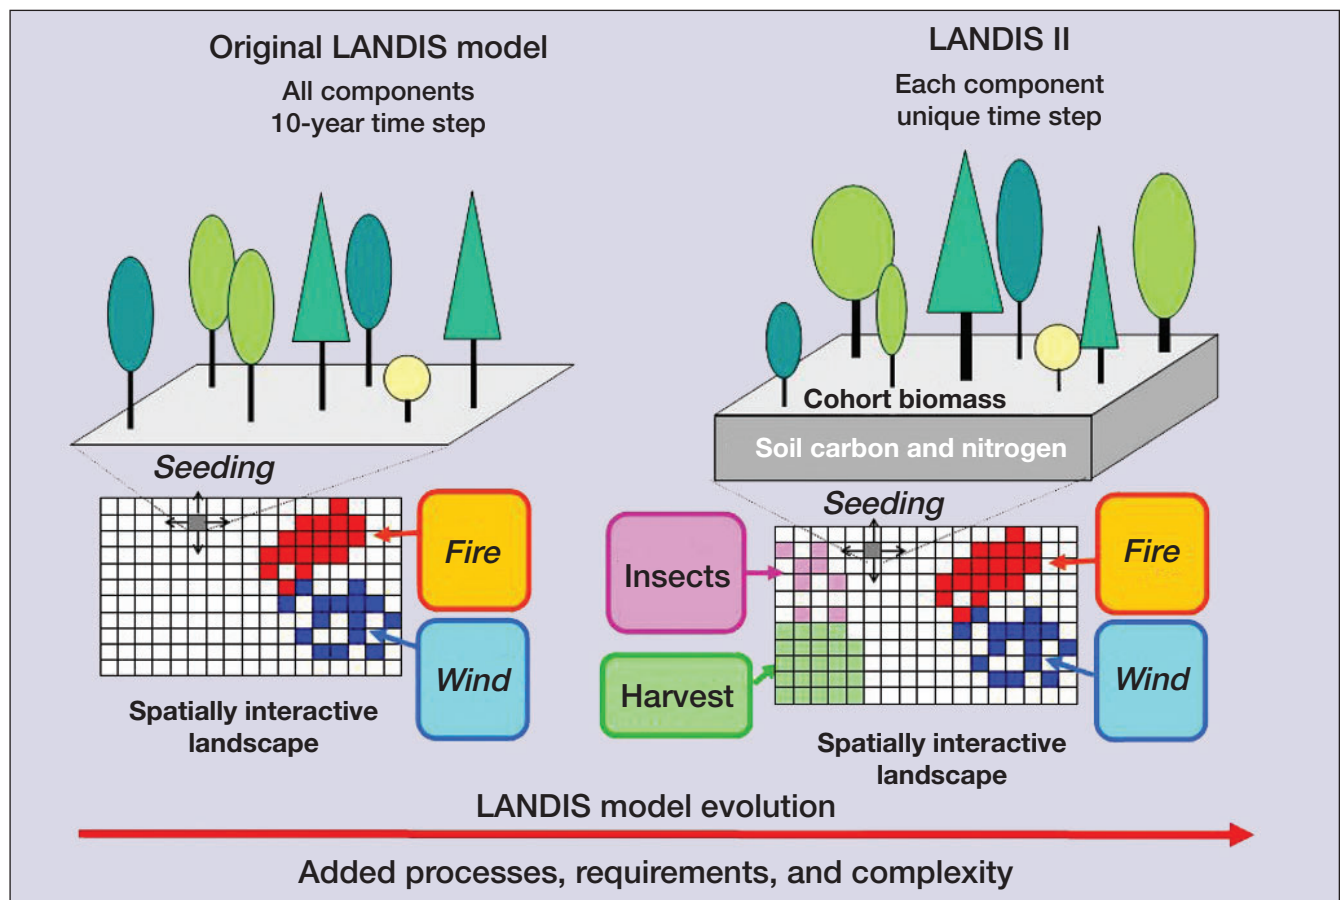 Original LANDIS model
All components
10-year time step
Seeding
Fire
Wind
Spatially interactive
landscape
LANDIS II
Each component
unique time step
Cohort biomass
Soil carbon and nitrogen
Seeding
Insects
Fire
Harvest
Wind
Spatially interactive
landscape
LANDIS model evolution
Added processes, requirements, and complexity